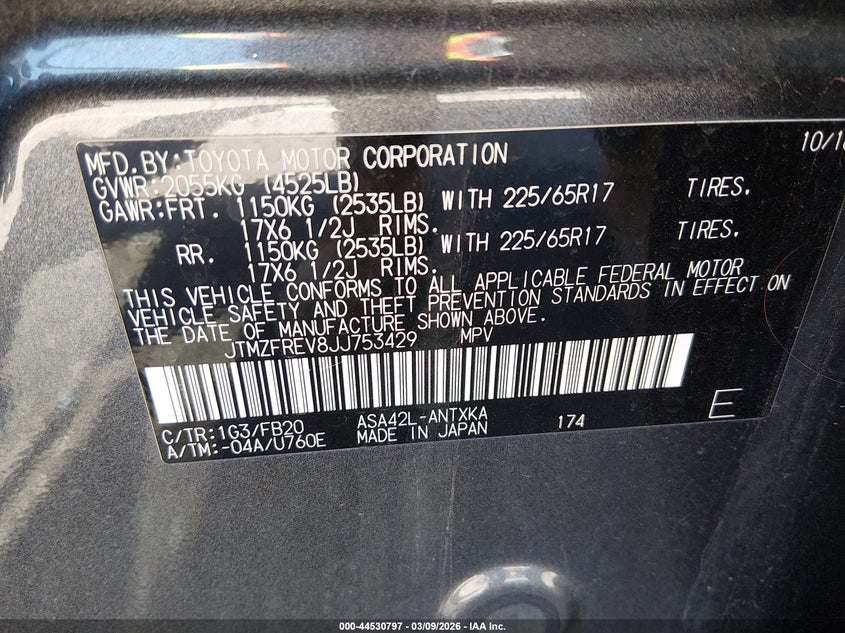 MFD.BY:TOYOTA MOTOR CORPORATION 10/18
GVWR:2055KG (4525LB)
GAWR:FRT. 1150KG (2535LB) WITH 225/65R17 TIRES.
17X6 1/2J RIMS.
RR. 1150KG (2535LB) WITH 225/65R17 TIRES.
17X6 1/2J RIMS.
THIS VEHICLE CONFORMS TO ALL APPLICABLE FEDERAL MOTOR
VEHICLE SAFETY AND THEFT PREVENTION STANDARDS IN EFFECT ON
THE DATE OF MANUFACTURE SHOWN ABOVE.
JTMZFREV8JJ753429 MPV
C/TR:1G3/FB20 ASA42L-ANTXKA 174 E
A/TM:-04A/U760E MADE IN JAPAN
000-44530797 - 03/09/2026 - IAA Inc.